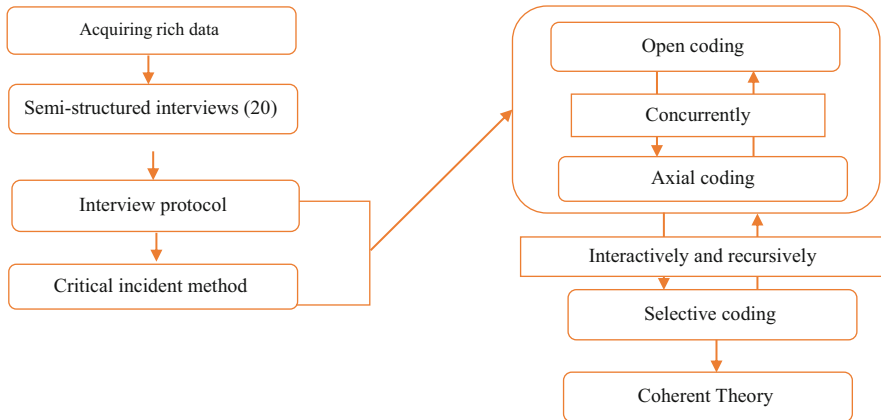 Acquiring rich data
Semi-structured interviews (20)
Interview protocol
Critical incident method
Open coding
Concurrently
Axial coding
Interactively and recursively
Selective coding
Coherent Theory